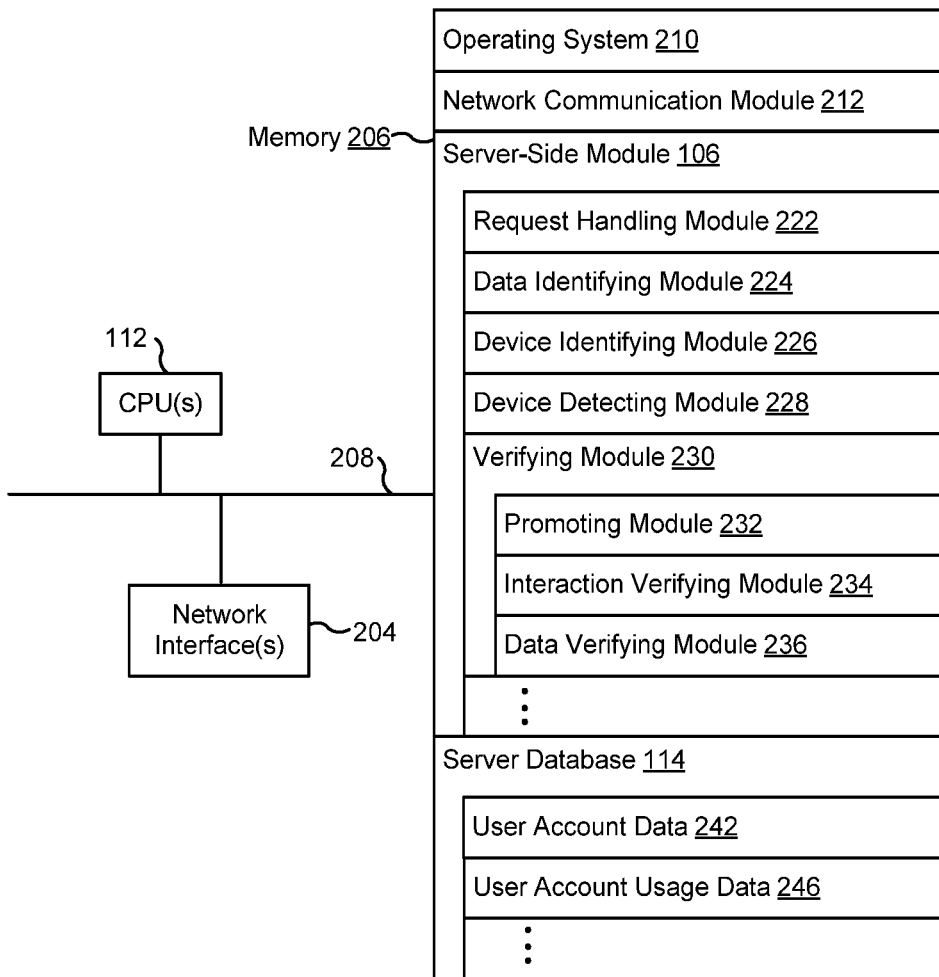 Operating System 210
Network Communication Module 212
Memory 206
Server-Side Module 106
Request Handling Module 222
Data Identifying Module 224
Device Identifying Module 226
Device Detecting Module 228
Verifying Module 230
Promoting Module 232
Interaction Verifying Module 234
Data Verifying Module 236
Server Database 114
User Account Data 242
User Account Usage Data 246
112
CPU(s)
208
Network
Interface(s)
204